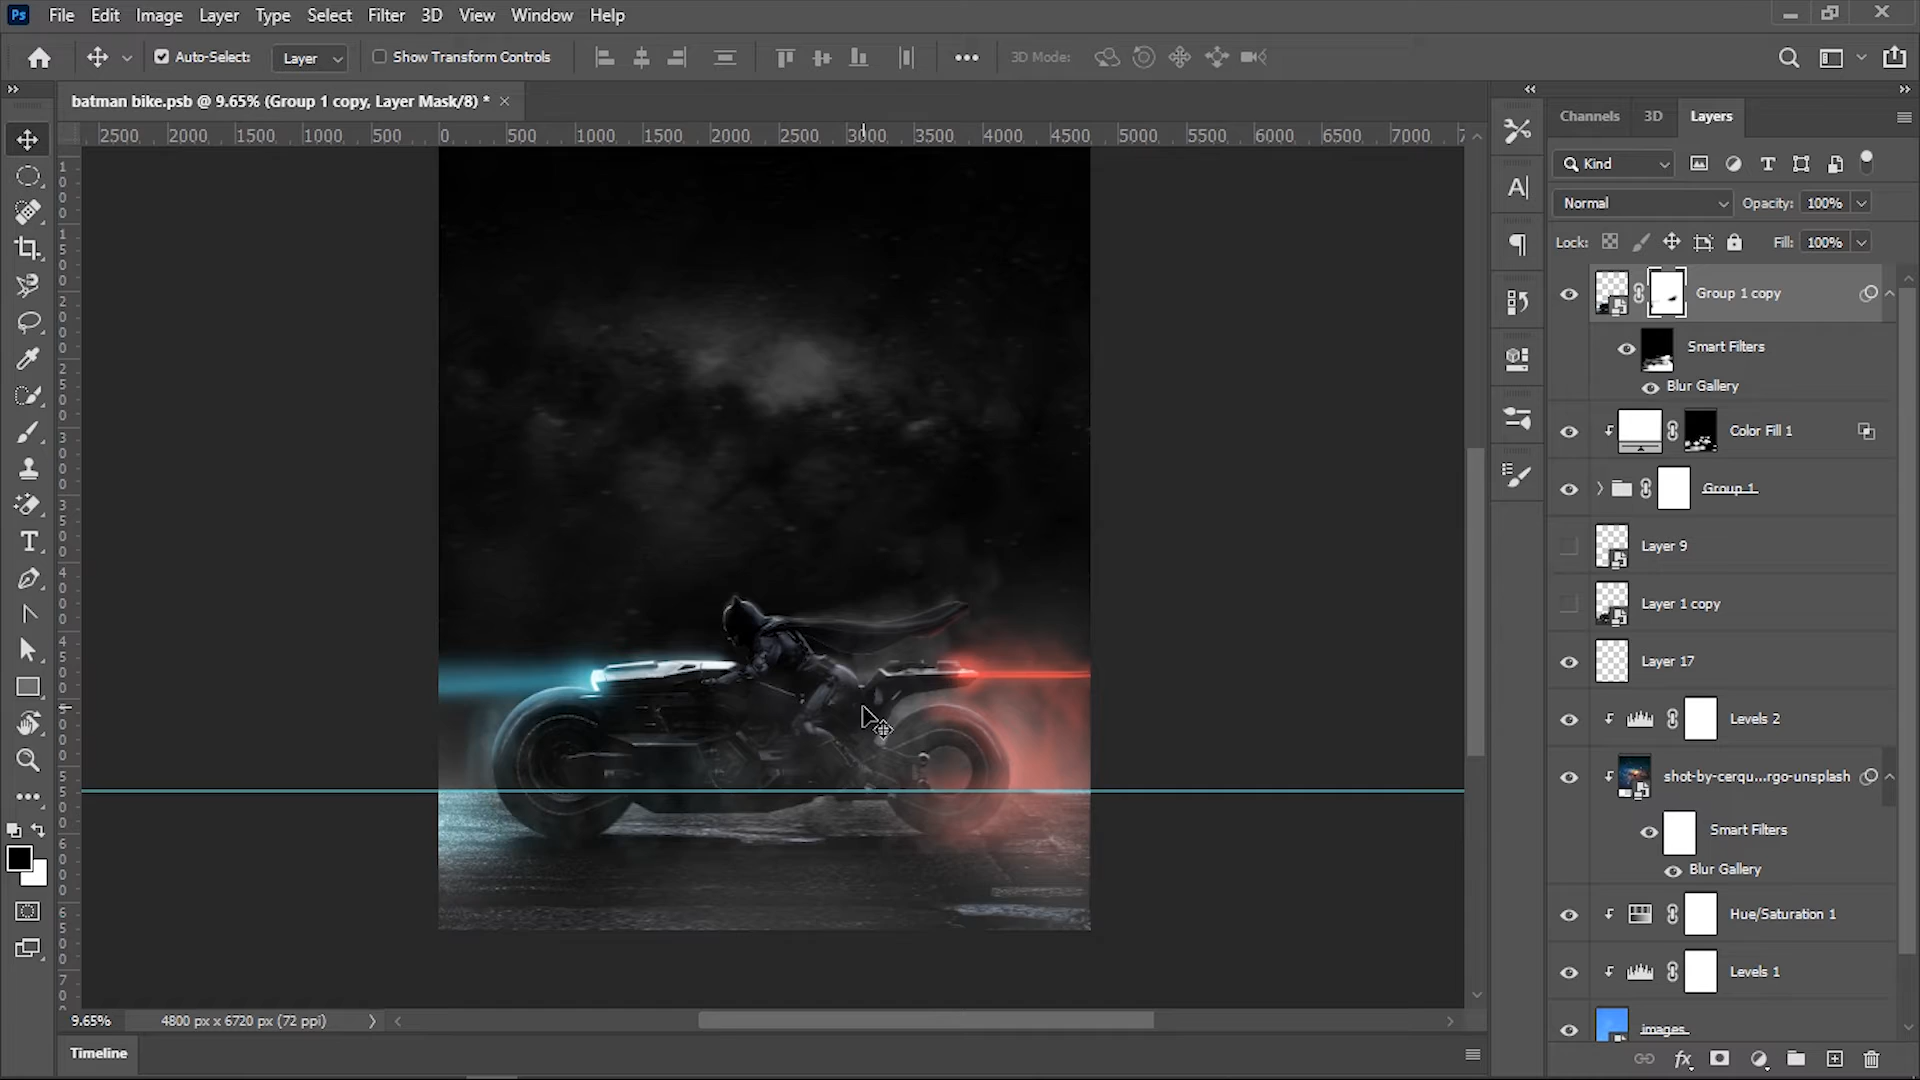 Ps File Edit Image Layer Type Select Filter 3D View Window Help
Auto-Select: Layer Show Transform Controls 3D Mode:
batman bike.psb @ 9.65% (Group 1 copy, Layer Mask/8) *
2500 2000 1500 1000 500 0 500 1000 1500 2000 2500 3000 3500 4000 4500 5000 5500 6000 6500 7000
Channels 3D Layers
Kind
Normal Opacity: 100%
Lock: Fill: 100%
Group 1 copy
Smart Filters
Blur Gallery
Color Fill 1
Group 1
Layer 9
Layer 1 copy
Layer 17
Levels 2
shot-by-cerqu...rgo-unsplash
Smart Filters
Blur Gallery
Hue/Saturation 1
Levels 1
images
9.65% 4800 px x 6720 px (72 ppi)
Timeline